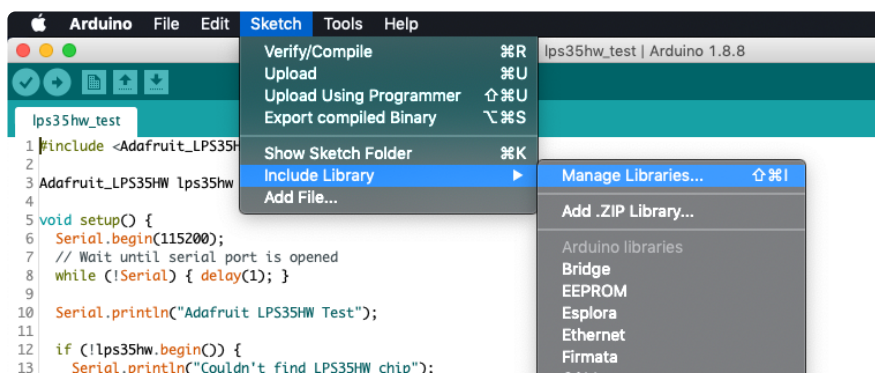 Arduino File Edit Sketch Tools Help
lps35hw_test | Arduino 1.8.8
Verify/Compile ⌘R
Upload ⌘U
Upload Using Programmer ⇧⌘U
Export compiled Binary ⌥⌘S
Show Sketch Folder ⌘K
Include Library ▶
Add File...
Manage Libraries... ⇧⌘I
Add .ZIP Library...
Arduino libraries
Bridge
EEPROM
Esplora
Ethernet
Firmata
lps35hw_test
1 #include <Adafruit_LPS35H
2
3 Adafruit_LPS35HW lps35hw
4
5 void setup() {
6 Serial.begin(115200);
7 // Wait until serial port is opened
8 while (!Serial) { delay(1); }
9
10 Serial.println("Adafruit LPS35HW Test");
11
12 if (!lps35hw.begin()) {
13 Serial.println("Couldn't find LPS35HW chip");